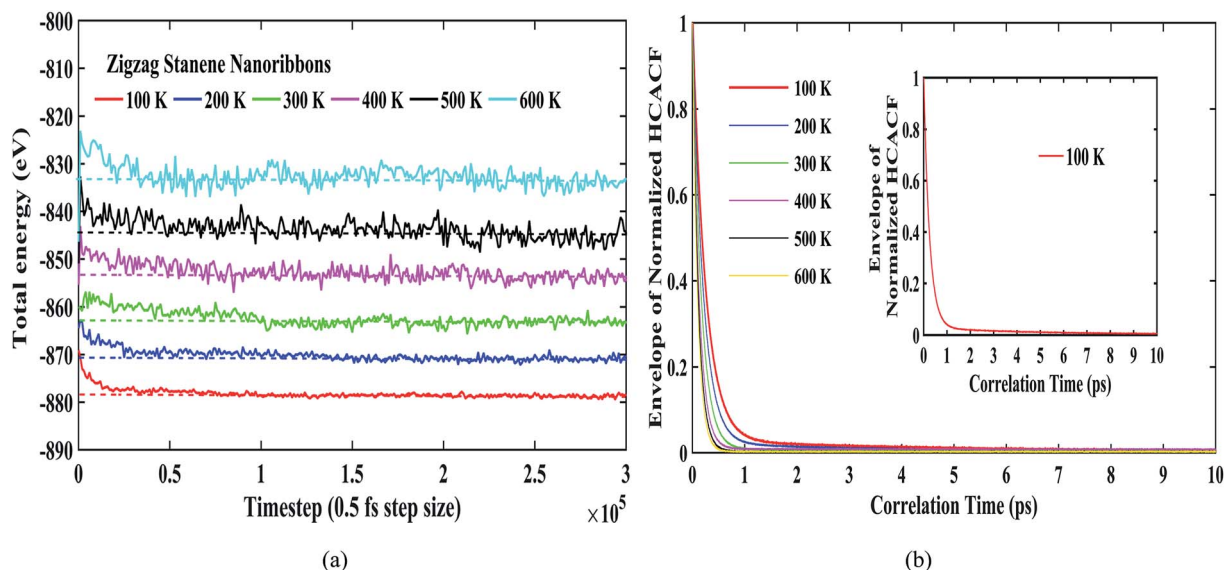 Zigzag Stanene Nanoribbons
100 K 200 K 300 K 400 K 500 K 600 K
Total energy (eV)
-800
-810
-820
-830
-840
-850
-860
-870
-880
-890
0 0.5 1 1.5 2 2.5 3
Timestep (0.5 fs step size)
×10^5
(a)
Envelope of Normalized HCACF
1
0.8
0.6
0.4
0.2
0
100 K
200 K
300 K
400 K
500 K
600 K
0 1 2 3 4 5 6 7 8 9 10
Correlation Time (ps)
Envelope of
Normalized HCACF
1
0.8
0.6
0.4
0.2
0
100 K
0 1 2 3 4 5 6 7 8 9 10
Correlation Time (ps)
(b)